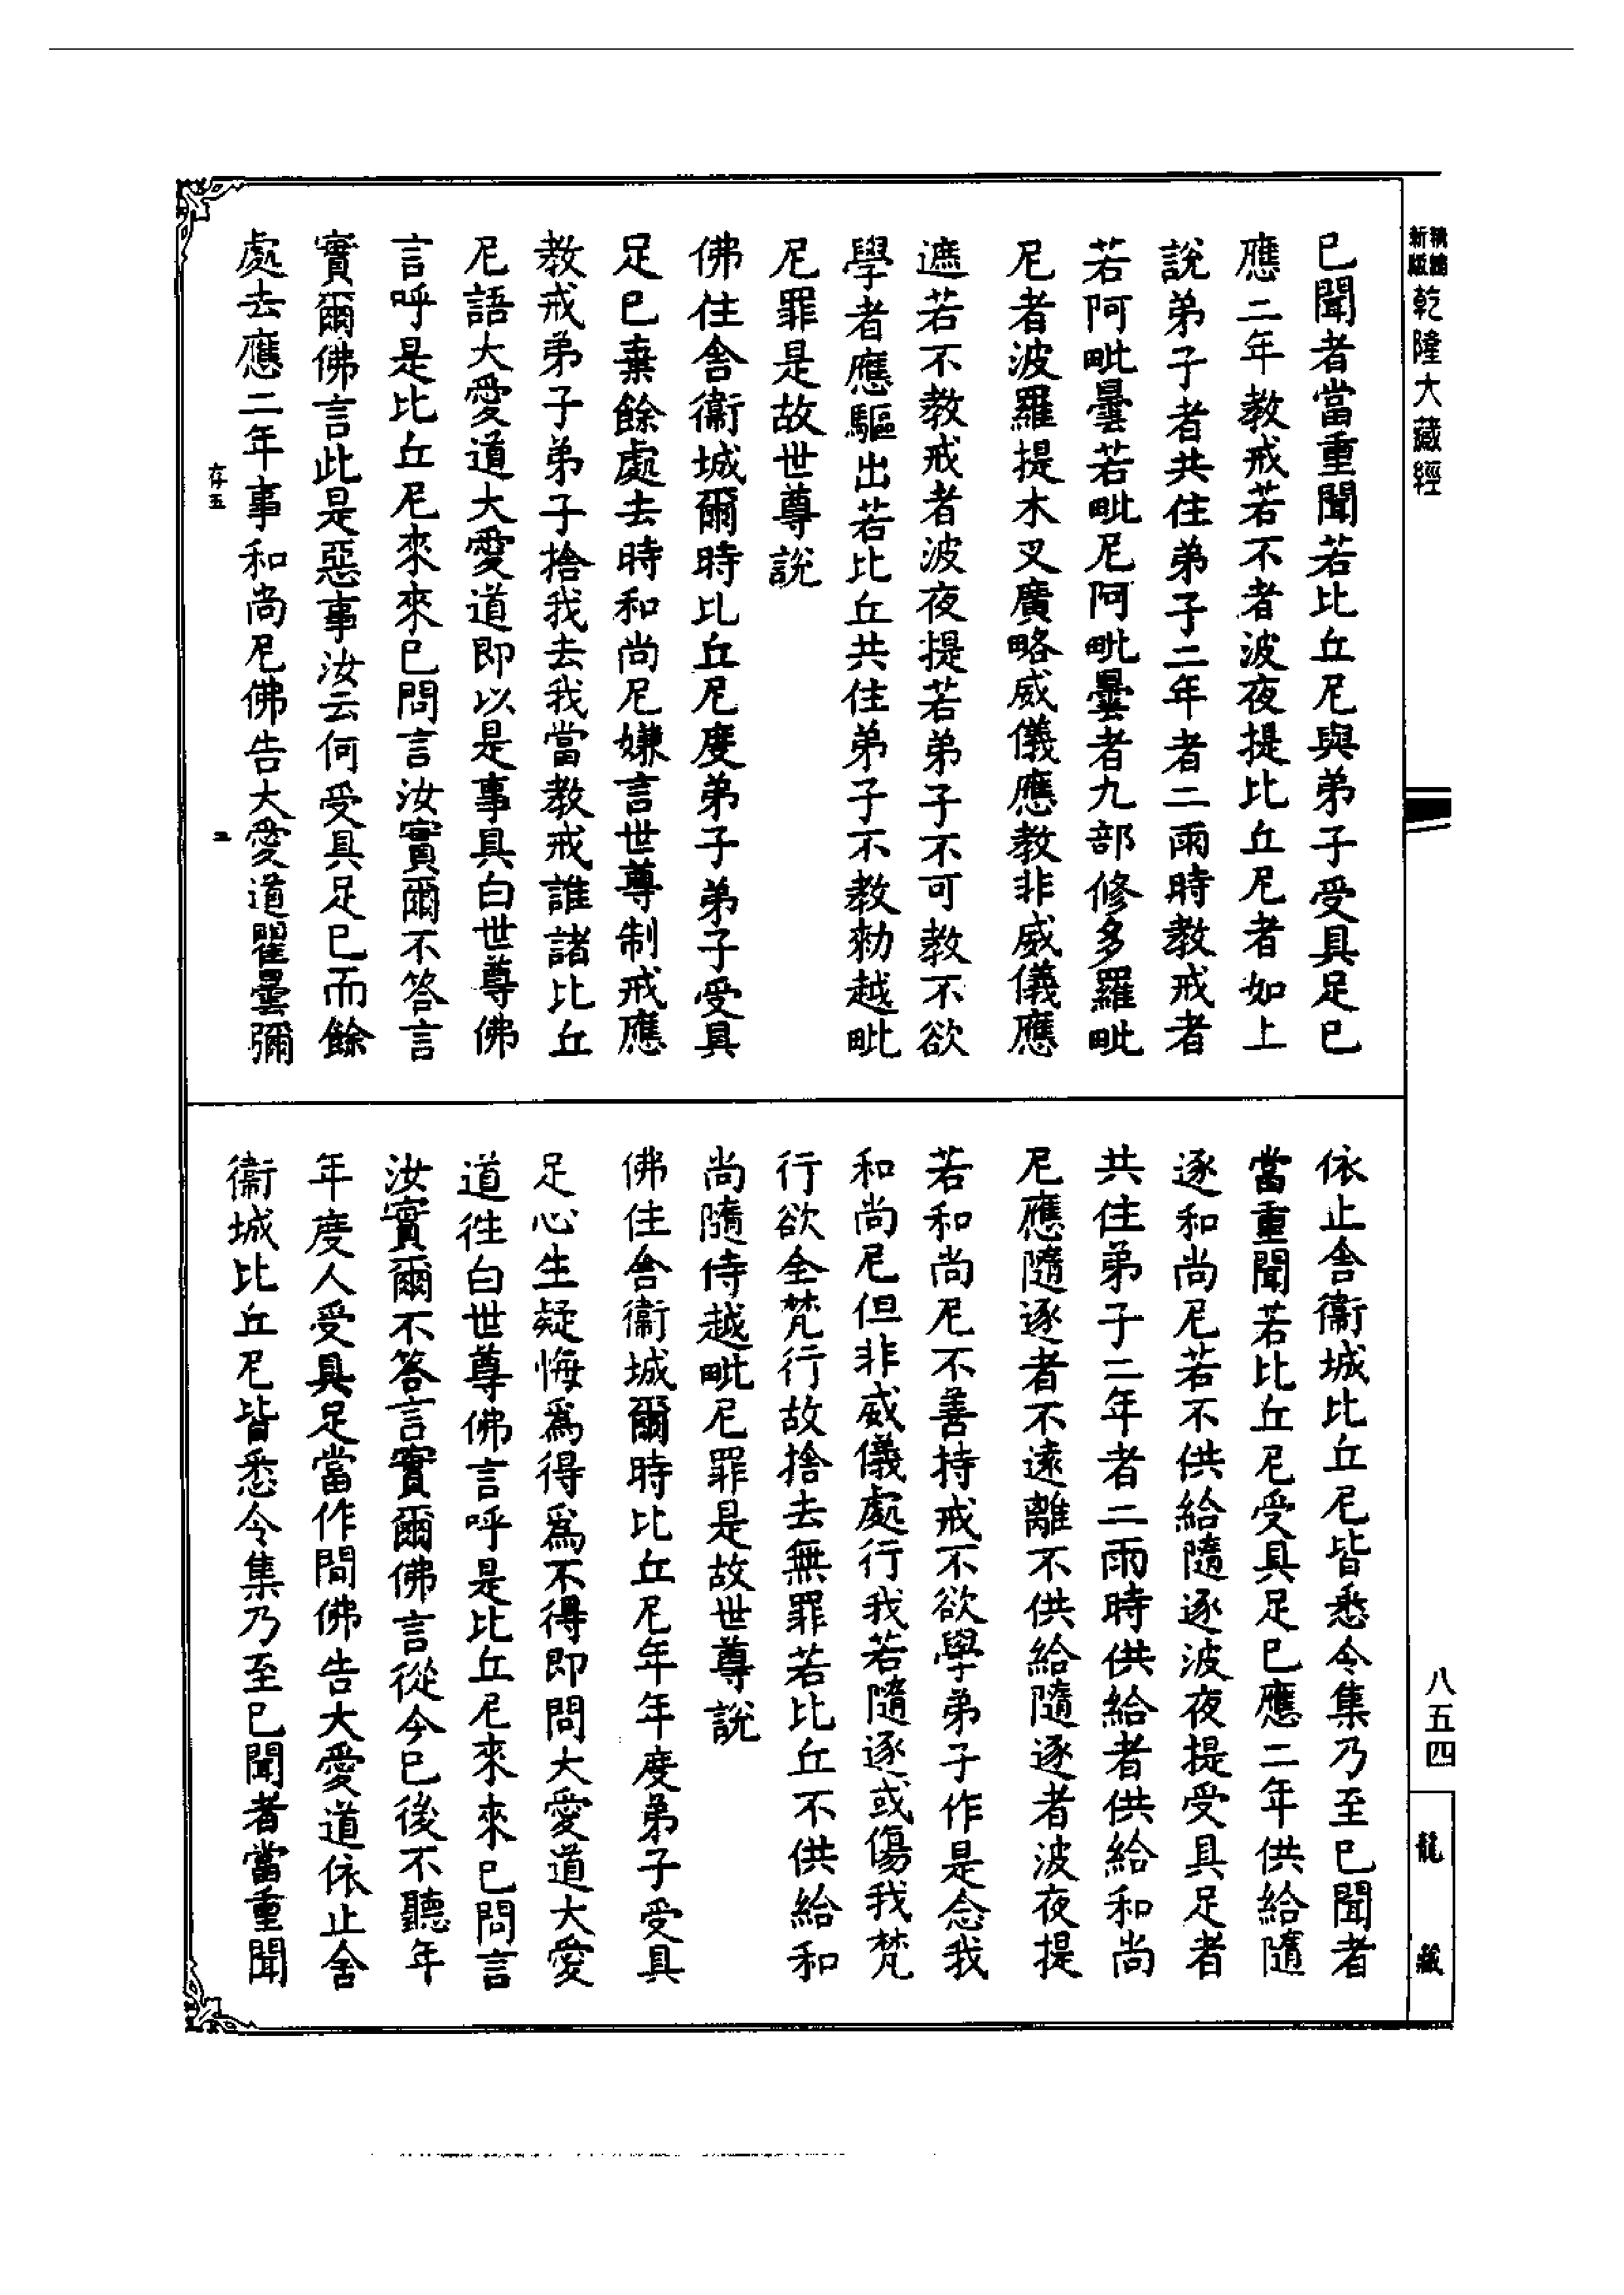 新版
精縮
乾隆大藏經
已聞者當重聞若比丘尼與弟子受具足已
應二年教戒若不者波夜提比丘尼者如上
說弟子者共住弟子二年者二雨時教戒者
若阿毗曇若毗尼阿毗曇者九部修多羅毗
尼者波羅提木叉廣略威儀應教非威儀應
遮若不教戒者波夜提若弟子不可教不欲
學者應驅出若比丘共住弟子不教勑越毗
尼罪是故世尊說
佛住舍衞城爾時比丘尼度弟子弟子受具
足已棄餘處去時和尚尼嫌言世尊制戒應
教戒弟子弟子捨我去我當教戒誰諸比丘
尼語大愛道大愛道即以是事具白世尊佛
言呼是比丘尼來來已問言汝實爾不答言
實爾佛言此是惡事汝云何受具足已而餘
處去應二年事和尚尼佛告大愛道瞿曇彌
存五
依止舍衞城比丘尼皆悉令集乃至已聞者
當重聞若比丘尼受具足已應二年供給隨
逐和尚尼若不供給隨逐波夜提受具足者
共住弟子二年者二雨時供給者供給和尚
尼應隨逐者不遠離不供給隨逐者波夜提
若和尚尼不善持戒不欲學弟子作是念我
和尚尼但非威儀處行我若隨逐或傷我梵
行欲全梵行故捨去無罪若比丘不供給和
尚隨侍越毗尼罪是故世尊說
佛住舍衞城爾時比丘尼年年度弟子受具
足心生疑悔為得為不得即問大愛道大愛
道徃白世尊佛言呼是比丘尼來來已問言
汝實爾不答言實爾佛言從今已後不聽年
年度人受具足當作問佛告大愛道依止舍
衞城比丘尼皆悉令集乃至已聞者當重聞
八五四
龍藏